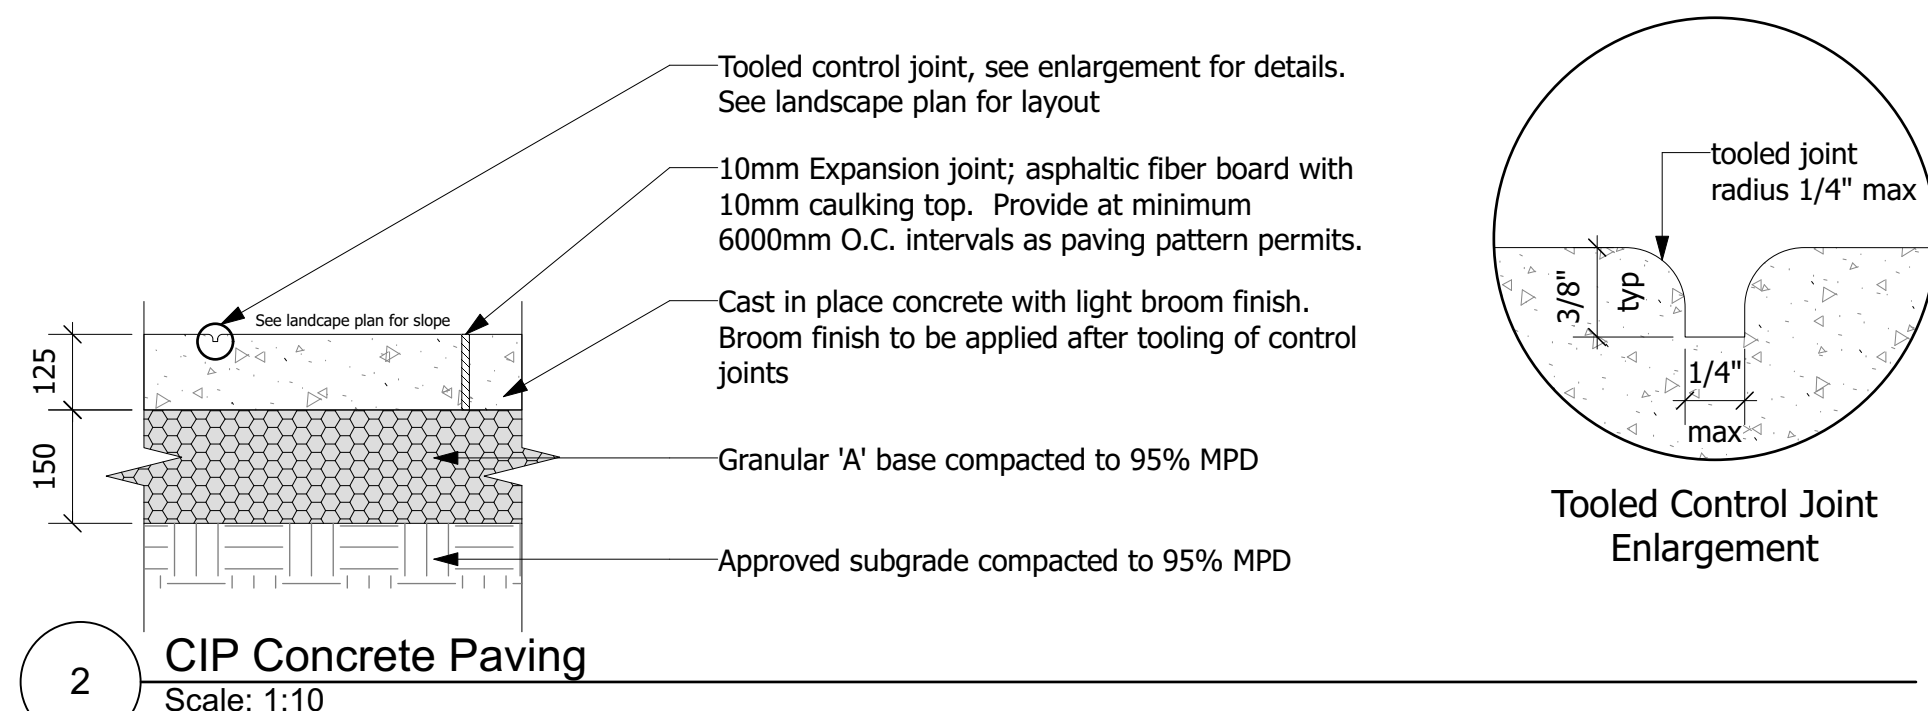 Tooled control joint, see enlargement for details.
See landscape plan for layout
10mm Expansion joint; asphaltic fiber board with
10mm caulking top.  Provide at minimum
6000mm O.C. intervals as paving pattern permits.
Cast in place concrete with light broom finish.
Broom finish to be applied after tooling of control
joints
Granular 'A' base compacted to 95% MPD
Approved subgrade compacted to 95% MPD
See landcape plan for slope
125
150
tooled joint
radius 1/4" max
3/8"
typ
1/4"
max
Tooled Control Joint
Enlargement
2
CIP Concrete Paving
Scale: 1:10